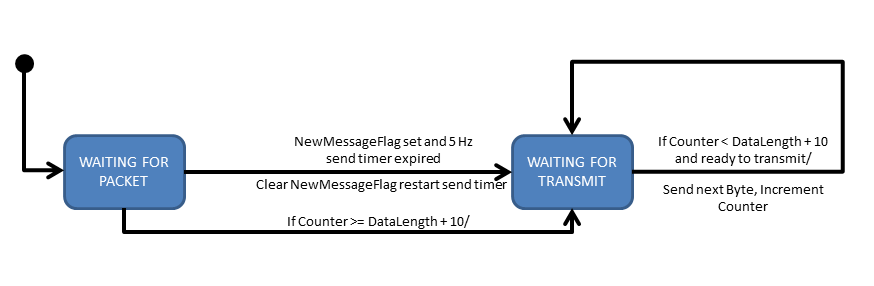 NewMessageFlag set and 5 Hz
send timer expired
If Counter < DataLength + 10
and ready to transmit/
WAITING FOR
PACKET
WAITING FOR
TRANSMIT
Clear NewMessageFlag restart send timer
Send next Byte, Increment
Counter
If Counter >= DataLength + 10/